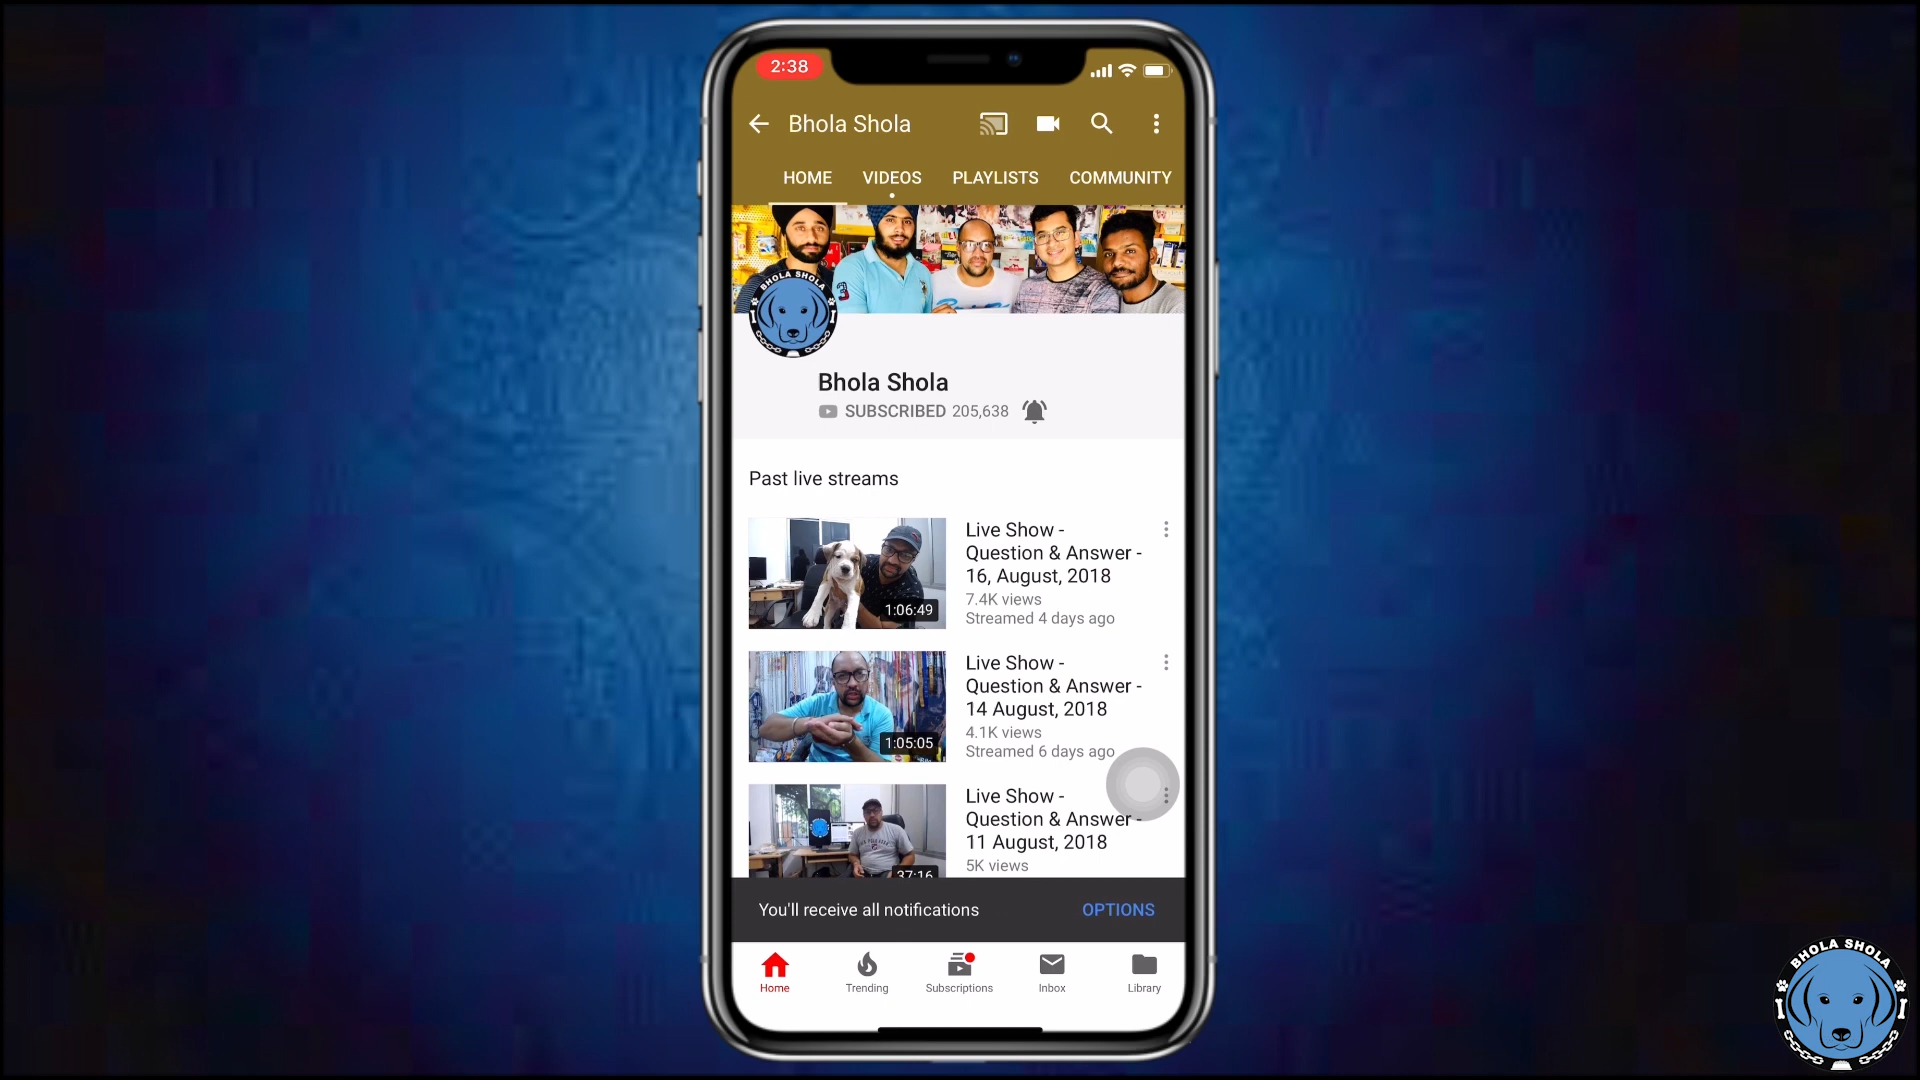 2:38
Bhola Shola
HOME VIDEOS PLAYLISTS COMMUNITY
BHOLA SHOLA
3
Bhola Shola
SUBSCRIBED 205,638
Past live streams
Live Show -
Question & Answer -
16, August, 2018
7.4K views
Streamed 4 days ago
1:06:49
Live Show -
Question & Answer -
14 August, 2018
4.1K views
Streamed 6 days ago
1:05:05
Live Show -
Question & Answer -
11 August, 2018
5K views
37:16
You'll receive all notifications OPTIONS
Home Trending Subscriptions Inbox Library
BHOLA SHOLA